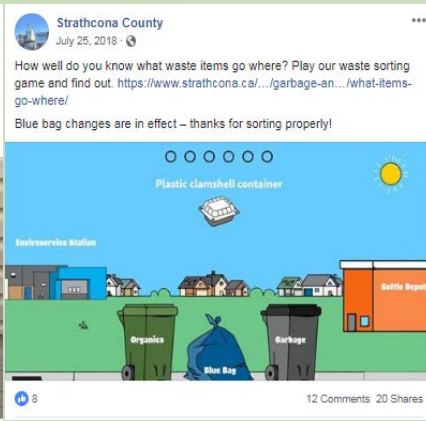 Strathcona County
July 25, 2018
How well do you know what waste items go where? Play our waste sorting
game and find out. https://www.strathcona.ca/.../garbage-an.../what-items-
go-where/
Blue bag changes are in effect – thanks for sorting properly!
Plastic clamshell container
Enviroservice Station
Bottle Depot
Organics
Blue Bag
Garbage
8
12 Comments 20 Shares